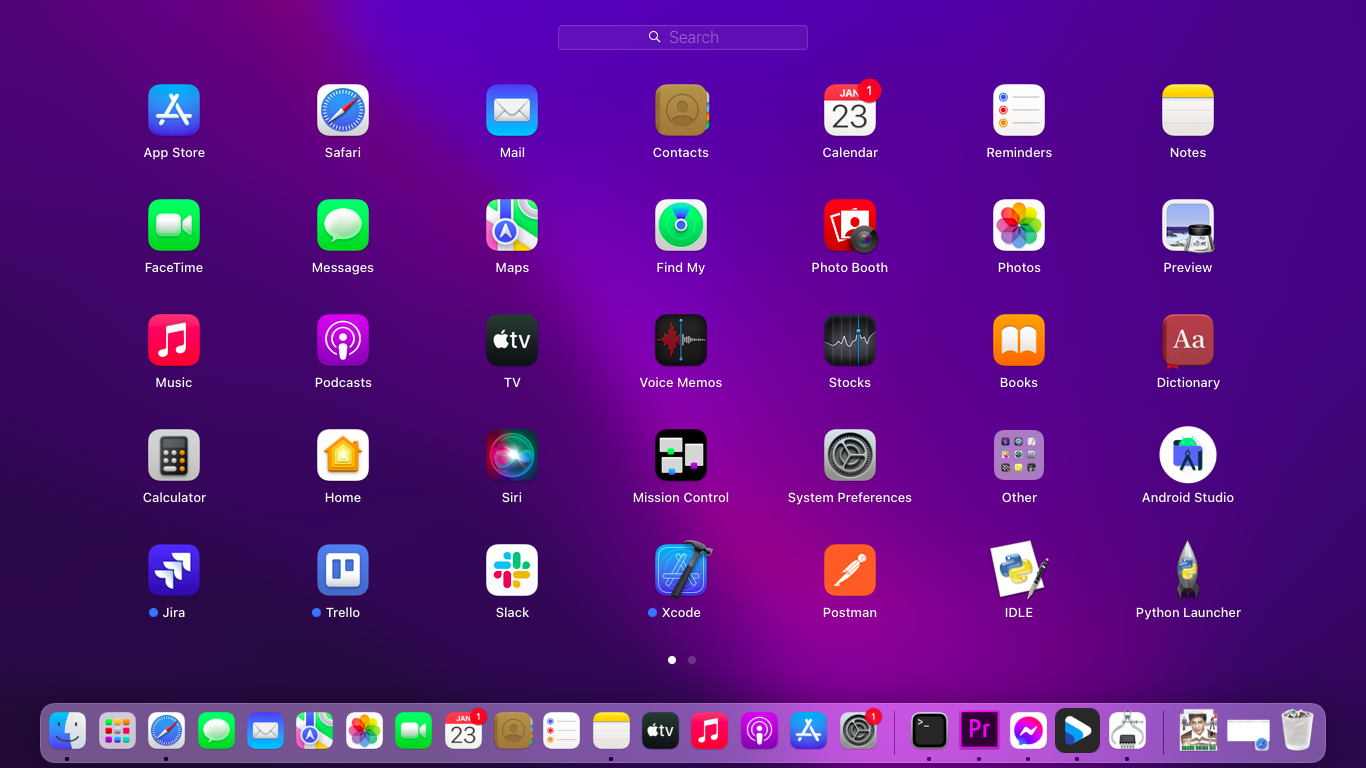 Search
App Store
Safari
Mail
Contacts
JAN
23
1
Calendar
Reminders
Notes
FaceTime
Messages
Maps
Find My
Photo Booth
Photos
Preview
Music
Podcasts
tv
TV
Voice Memos
Stocks
Books
Aa
Dictionary
Calculator
Home
Siri
Mission Control
System Preferences
Other
Android Studio
Jira
Trello
Slack
Xcode
Postman
IDLE
Python Launcher
JAN
23
1
tv
1
>_
Pr